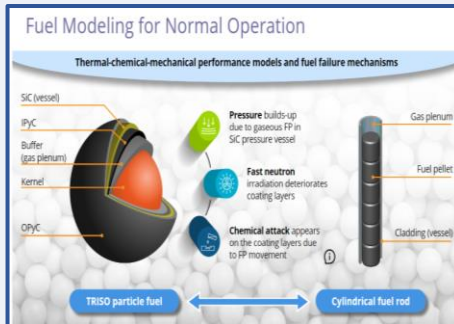 Fuel Modeling for Normal Operation
Thermal-chemical-mechanical performance models and fuel failure mechanisms
SiC (vessel)
IPyC
Buffer
(gas plenum)
Kernel
OPyC
Pressure builds-up
due to gaseous FP in
SiC pressure vessel
Fast neutron
irradiation deteriorates
coating layers
Chemical attack appears
on the coating layers due
to FP movement
Gas plenum
Fuel pellet
Cladding (vessel)
TRISO particle fuel
Cylindrical fuel rod